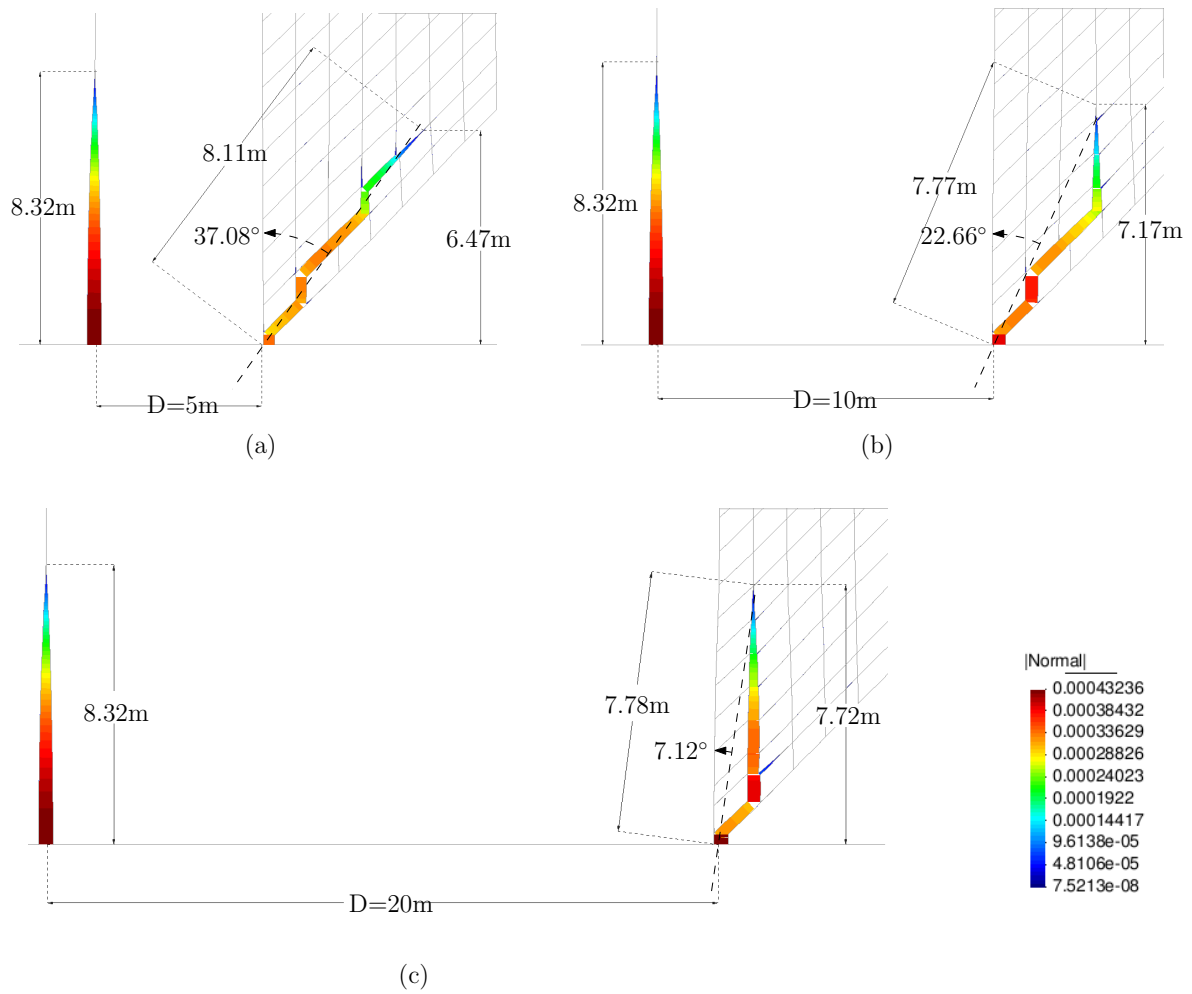 8.11m
8.32m
37.08°
6.47m
D=5m
(a)
7.77m
8.32m
22.66°
7.17m
D=10m
(b)
8.32m
7.78m
7.72m
7.12°
D=20m
(c)
|Normal|
0.00043236
0.00038432
0.00033629
0.00028826
0.00024023
0.0001922
0.00014417
9.6138e-05
4.8106e-05
7.5213e-08